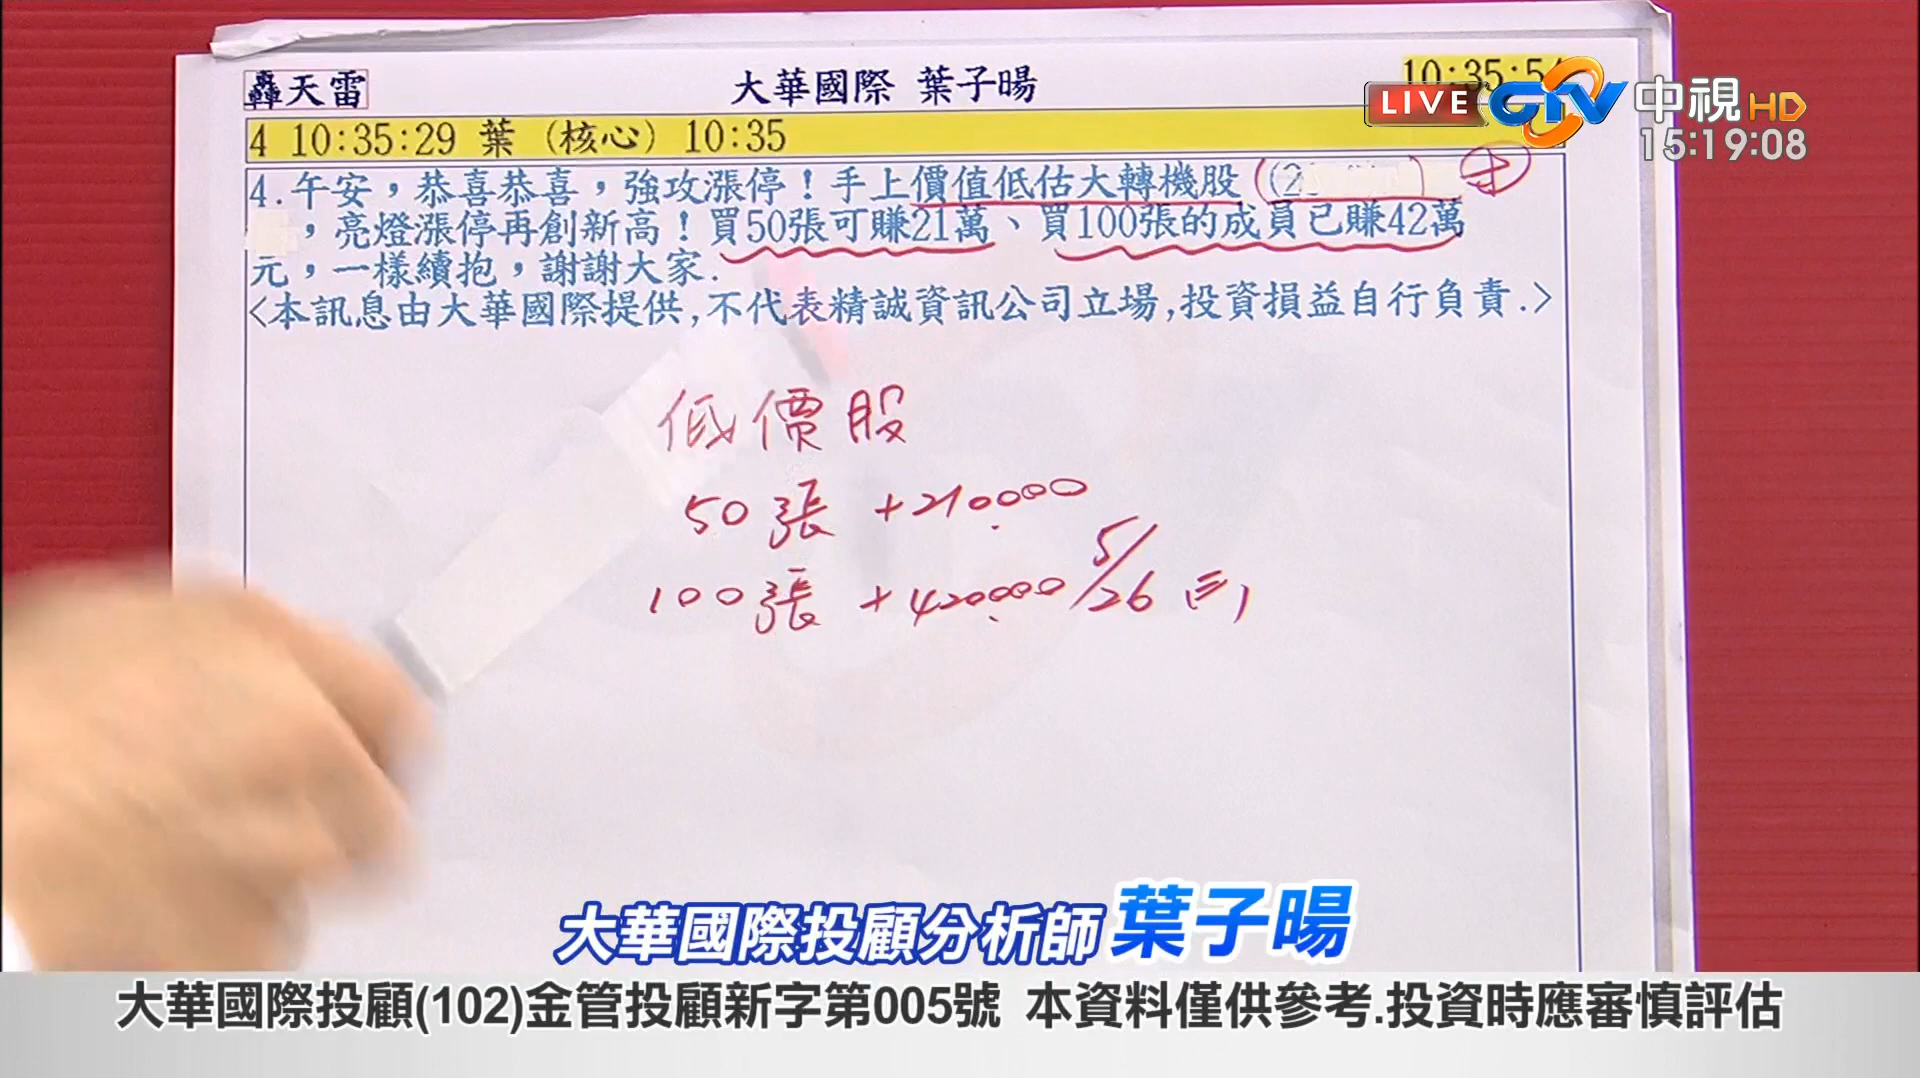 轟天雷
大華國際 葉子暘
10:35:54
LIVE CTV 中視HD
15:19:08
4 10:35:29 葉 (核心) 10:35
4.午安，恭喜恭喜，強攻漲停！手上價值低估大轉機股(2
，亮燈漲停再創新高！買50張可賺21萬、買100張的成員已賺42萬
元，一樣續抱，謝謝大家.
<本訊息由大華國際提供,不代表精誠資訊公司立場,投資損益自行負責.>
低價股
50張 +210000
100張 +420000 5/26
大華國際投顧分析師 葉子暘
大華國際投顧(102)金管投顧新字第005號 本資料僅供參考.投資時應審慎評估